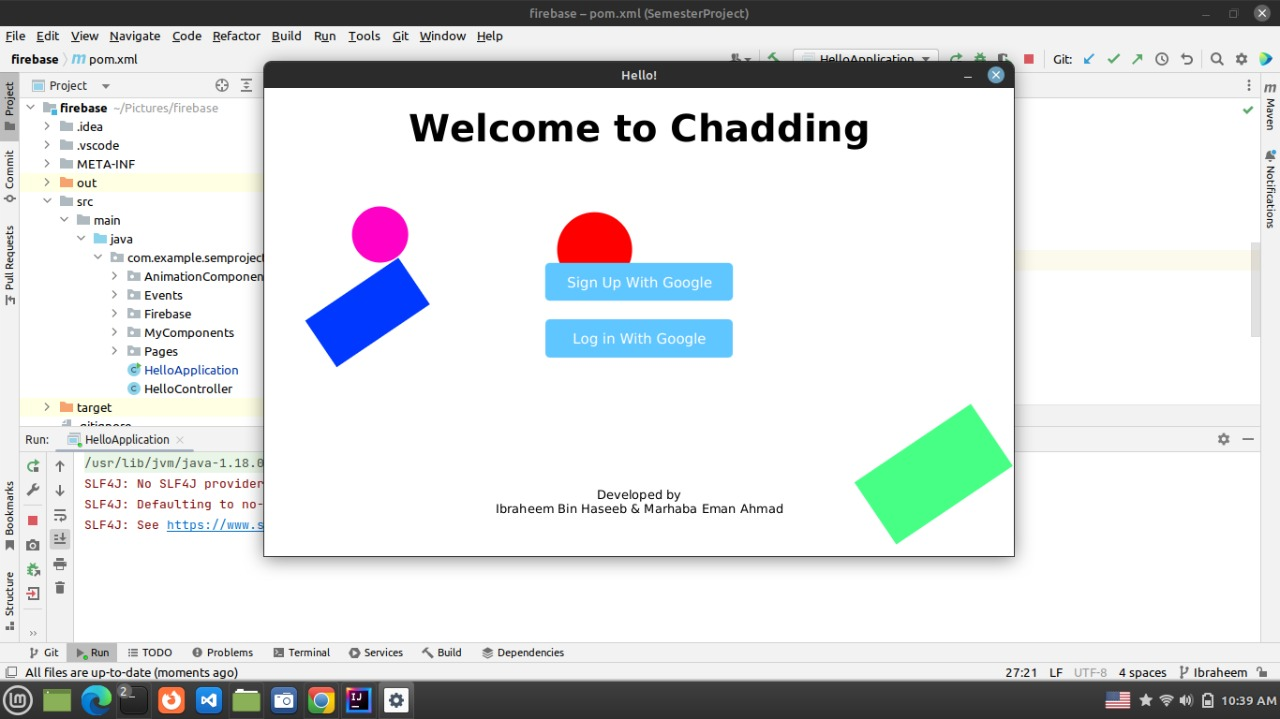 firebase – pom.xml (SemesterProject)
File Edit View Navigate Code Refactor Build Run Tools Git Window Help
firebase pom.xml
HelloApplication
Git:
Project
Hello!
Welcome to Chadding
Sign Up With Google
Log in With Google
Developed by
Ibraheem Bin Haseeb & Marhaba Eman Ahmad
Project
Commit
Pull Requests
Bookmarks
Structure
firebase ~/Pictures/firebase
.idea
.vscode
META-INF
out
src
main
java
com.example.semproject
AnimationComponen
Events
Firebase
MyComponents
Pages
HelloApplication
HelloController
target
.gitignore
Maven
Notifications
Run: HelloApplication
/usr/lib/jvm/java-1.18.0
SLF4J: No SLF4J provider
SLF4J: Defaulting to no-
SLF4J: See https://www.s
Git Run TODO Problems Terminal Services Build Dependencies
All files are up-to-date (moments ago)
27:21 LF UTF-8 4 spaces Ibraheem
2
10:39 AM